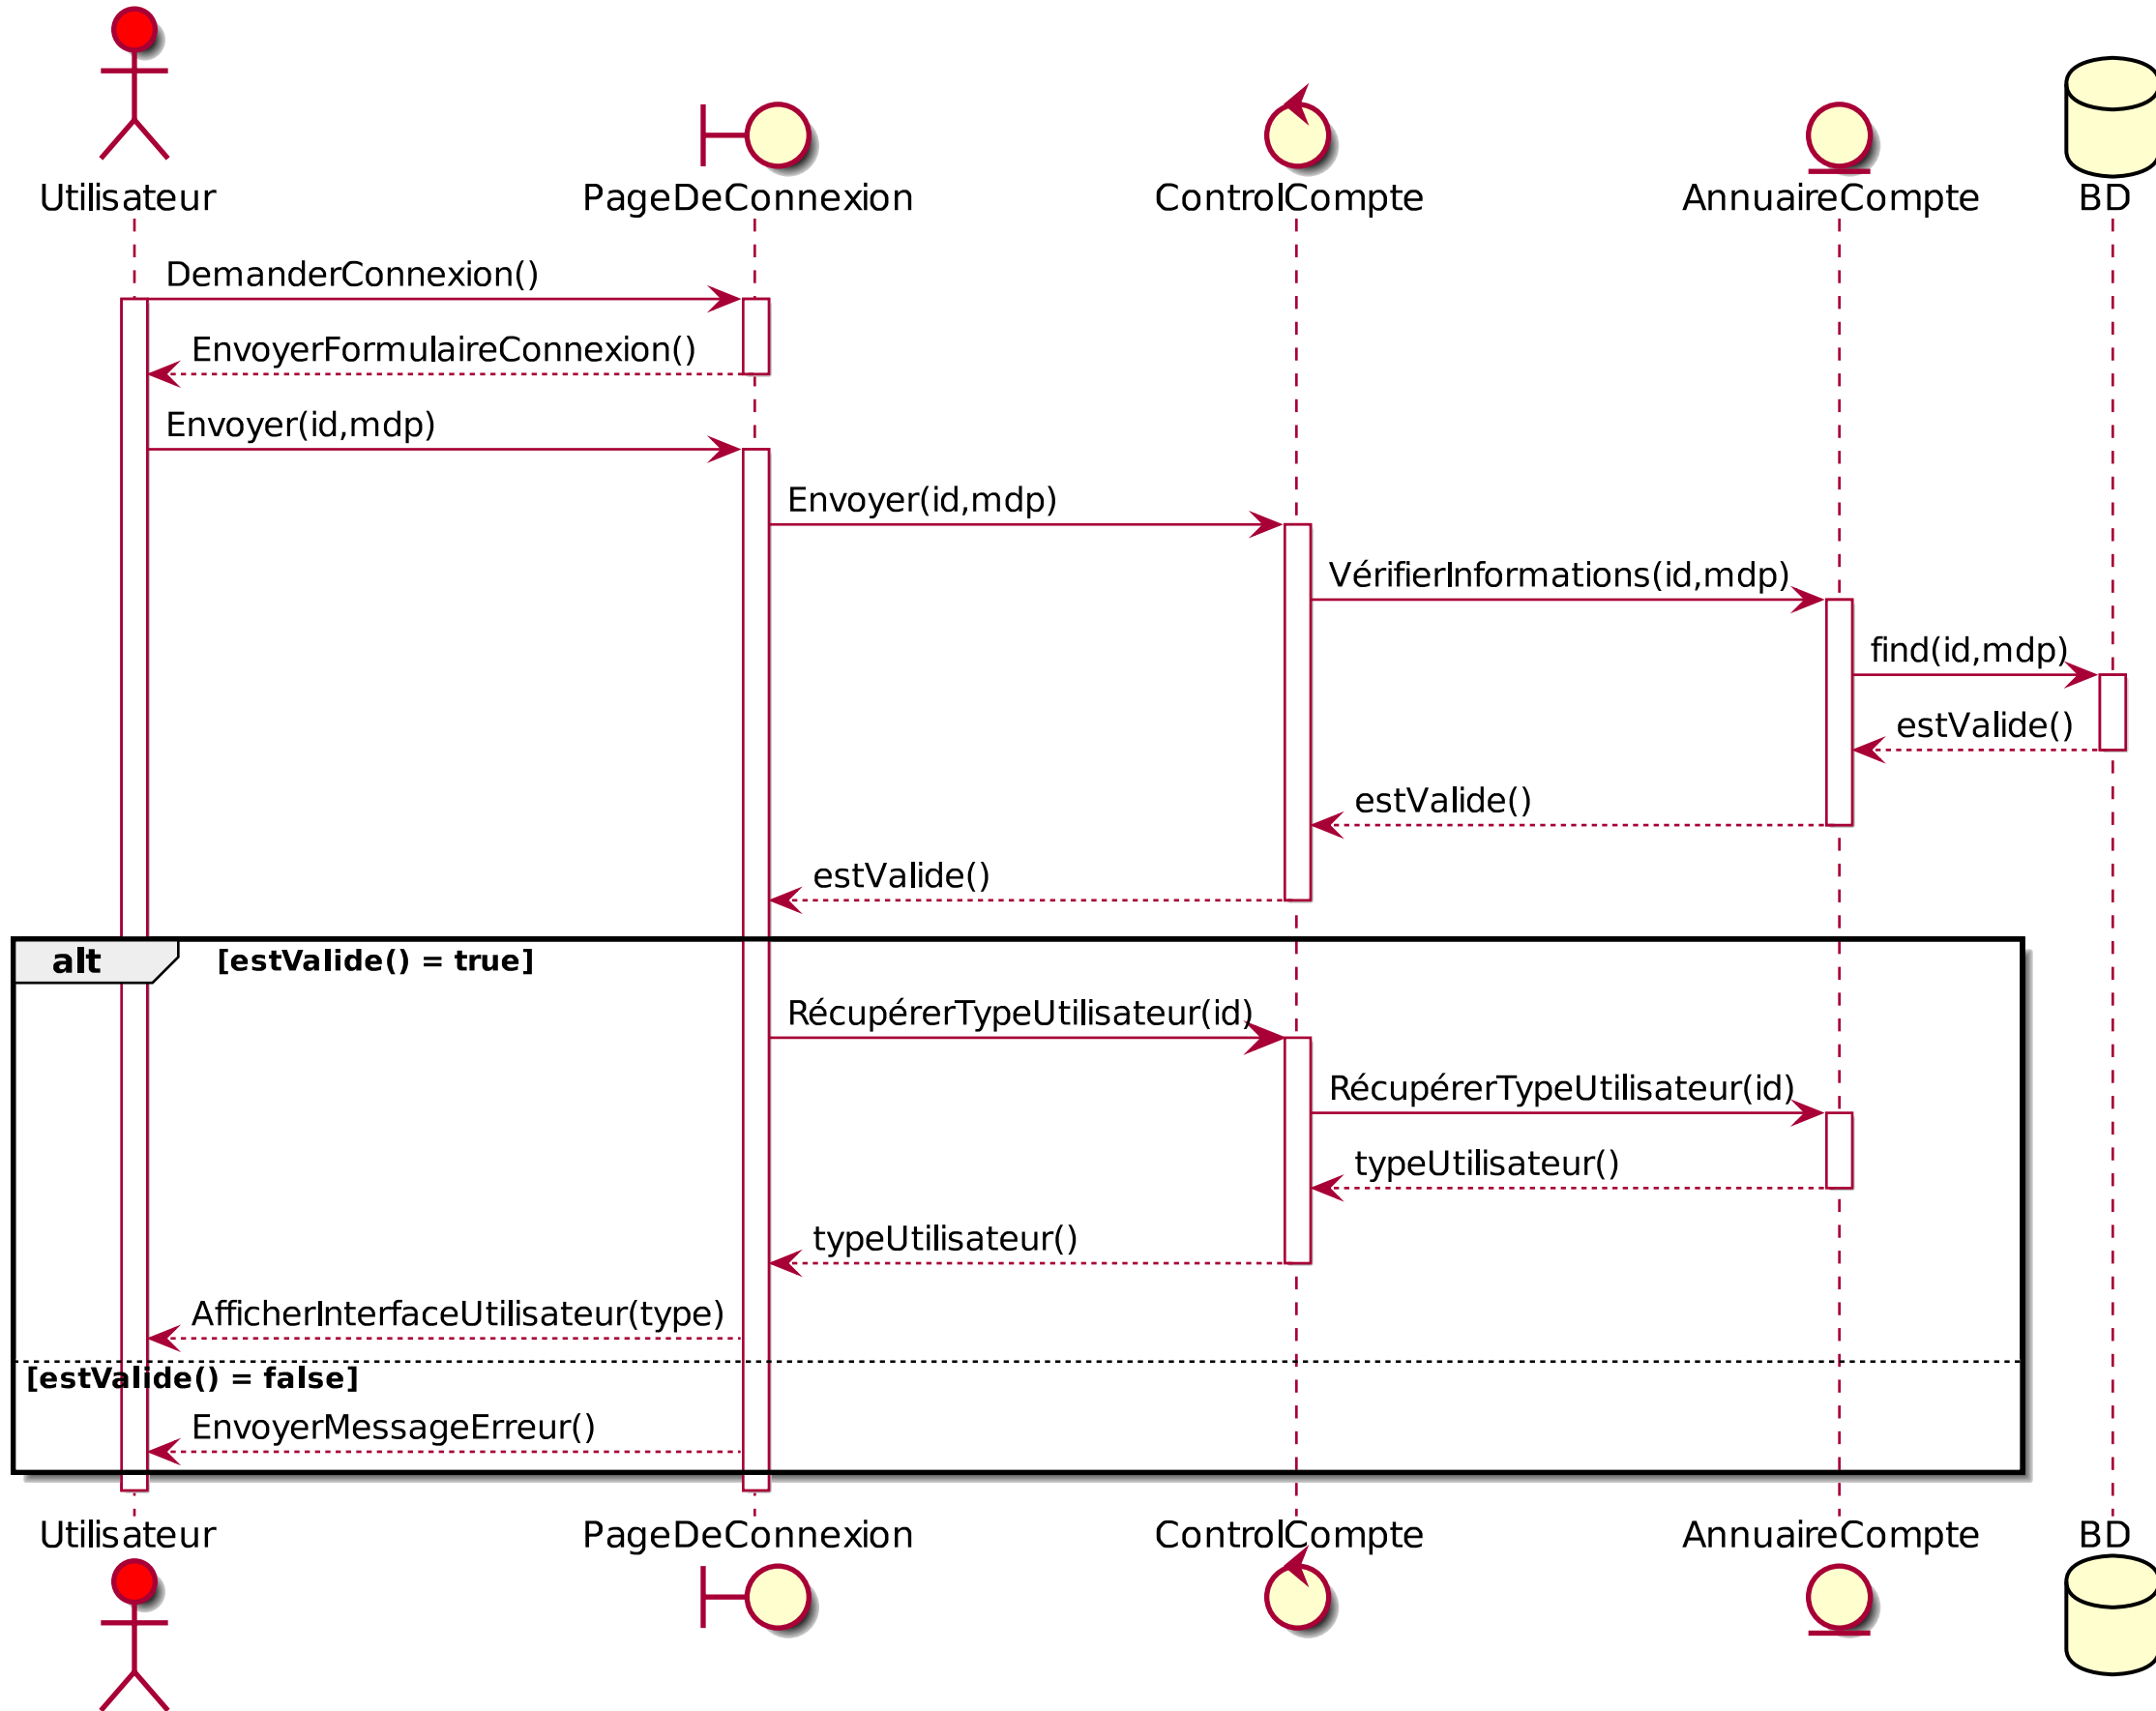 Utilisateur
PageDeConnexion
ControlCompte
AnnuaireCompte
BD
DemanderConnexion()
EnvoyerFormulaireConnexion()
Envoyer(id,mdp)
Envoyer(id,mdp)
VérifierInformations(id,mdp)
find(id,mdp)
estValide()
estValide()
estValide()
alt
[estValide() = true]
RécupérerTypeUtilisateur(id)
RécupérerTypeUtilisateur(id)
typeUtilisateur()
typeUtilisateur()
AfficherInterfaceUtilisateur(type)
[estValide() = false]
EnvoyerMessageErreur()
Utilisateur
PageDeConnexion
ControlCompte
AnnuaireCompte
BD